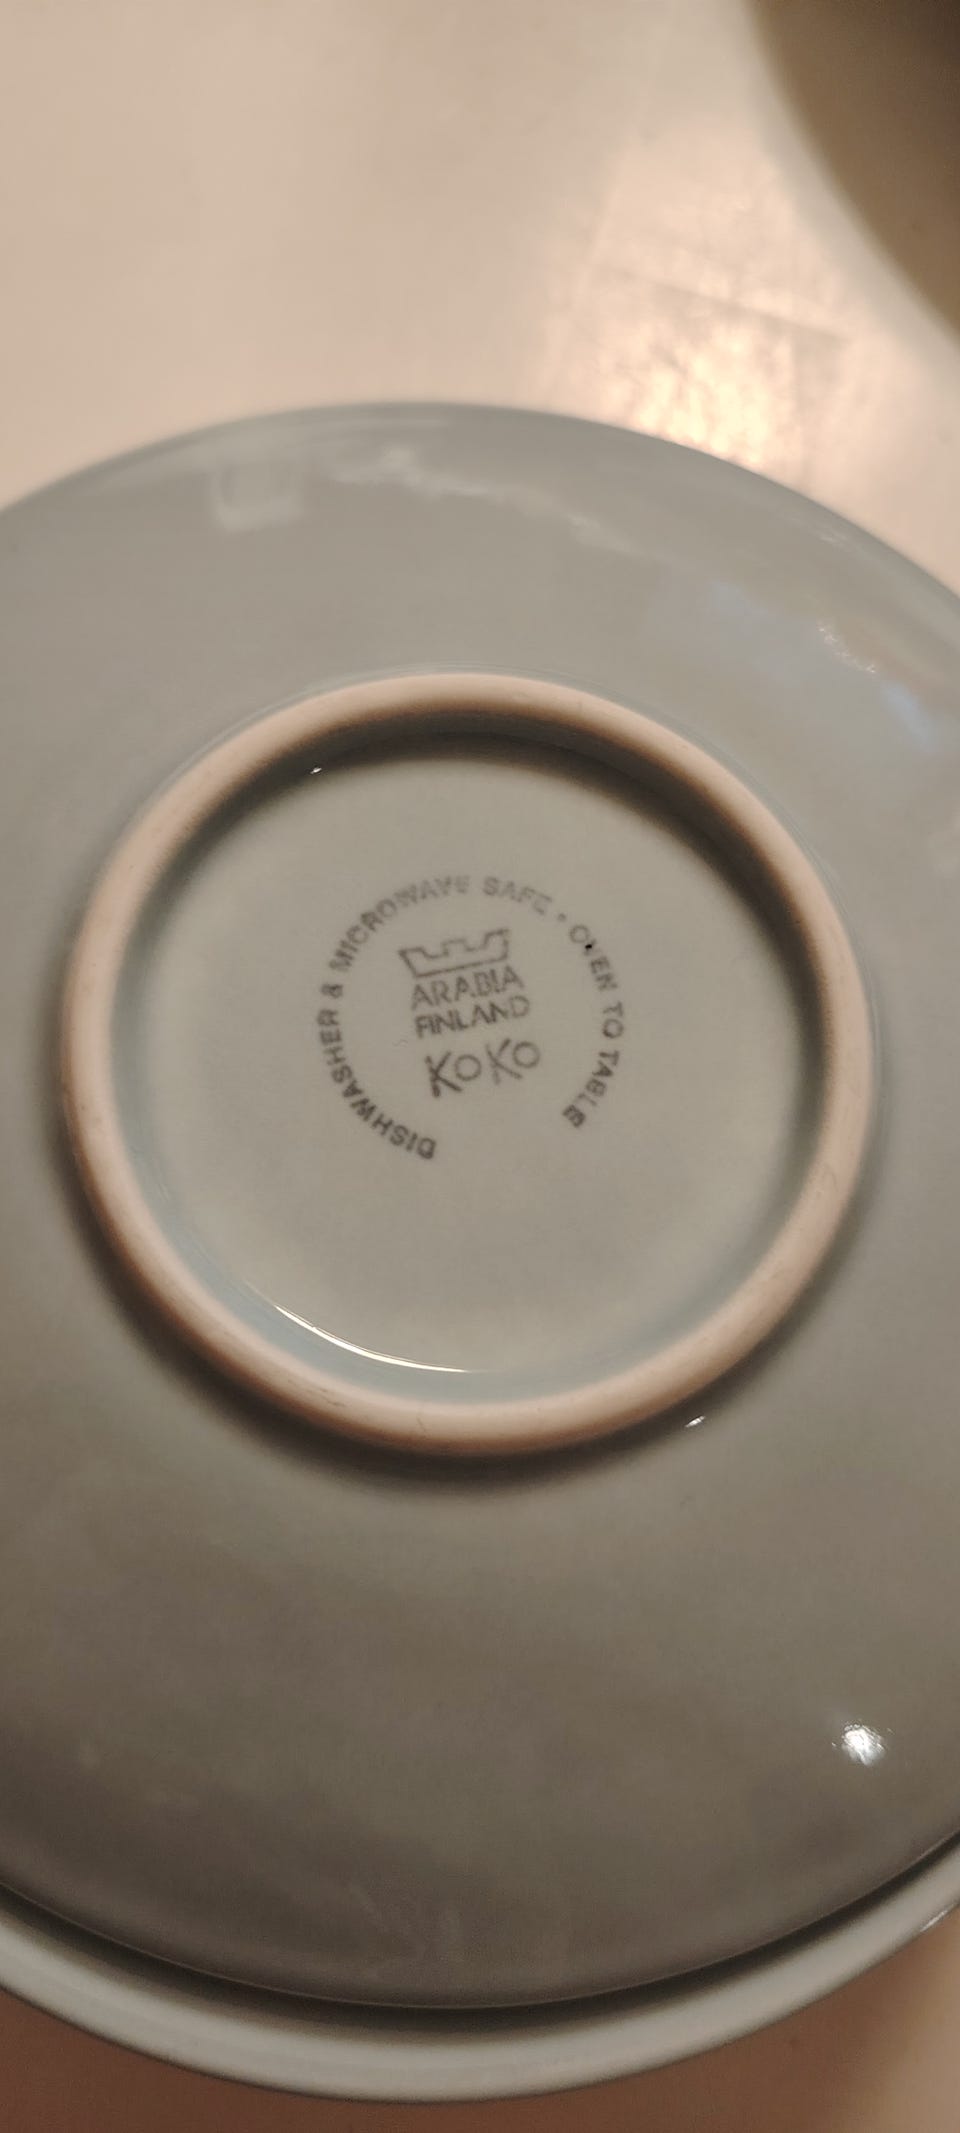 DISHWASHER & MICROWAVE SAFE • OVEN TO TABLE
ARABIA
FINLAND
KOKO